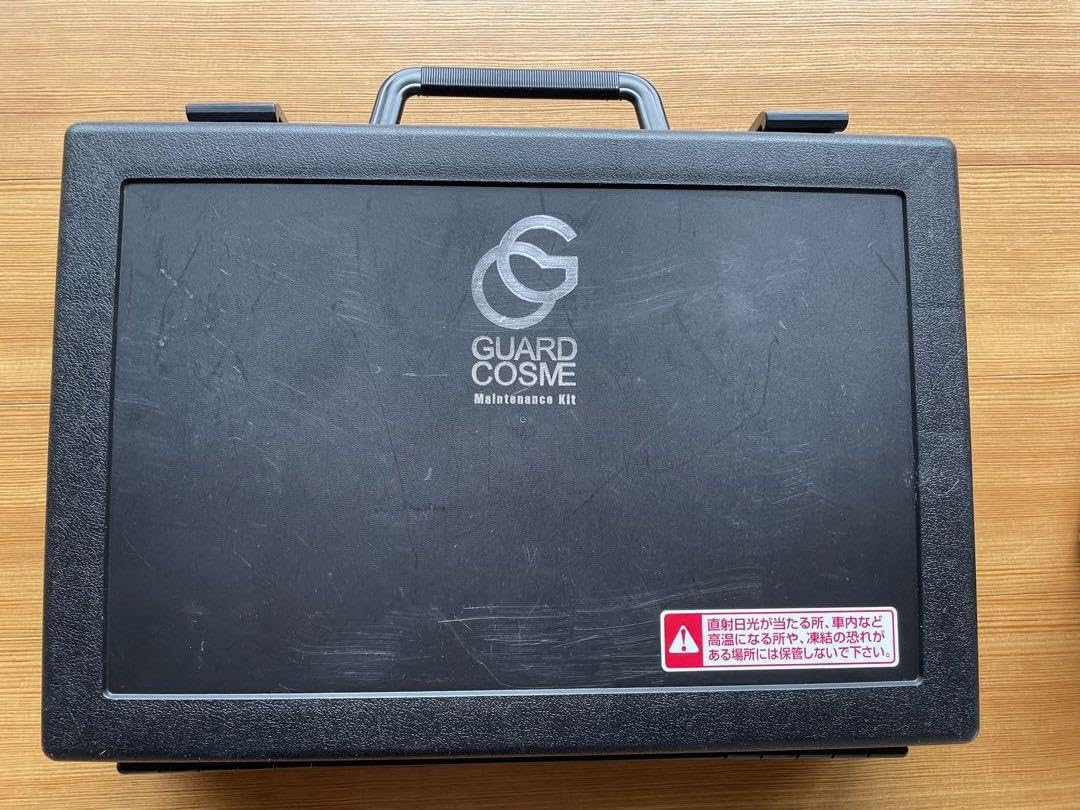 GUARD
COSME
Maintenance Kit
直射日光が当たる所、車内など
高温になる所や、凍結の恐れが
ある場所には保管しないで下さい。